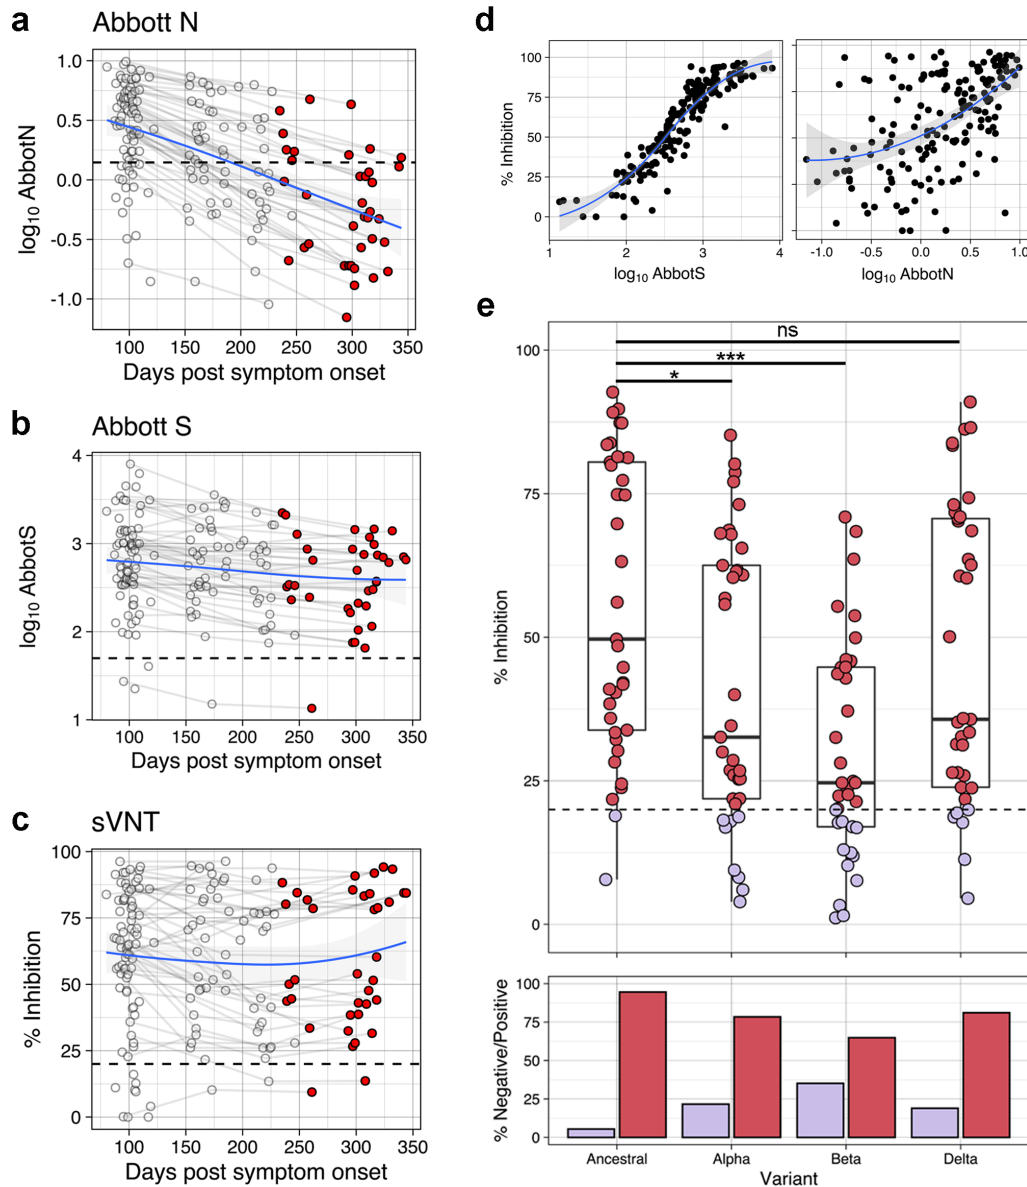 a
Abbott N
log10 AbbotN
1.0
0.5
0.0
-0.5
-1.0
100 150 200 250 300 350
Days post symptom onset
b
Abbott S
log10 AbbotS
4
3
2
1
100 150 200 250 300 350
Days post symptom onset
c
sVNT
% Inhibition
100
75
50
25
0
100 150 200 250 300 350
Days post symptom onset
d
% Inhibition
100
75
50
25
0
1 2 3 4
log10 AbbotS
-1.0 -0.5 0.0 0.5 1.0
log10 AbbotN
e
ns
***
*
% Inhibition
100
75
50
25
0
% Negative/Positive
100
75
50
25
0
Ancestral Alpha Beta Delta
Variant